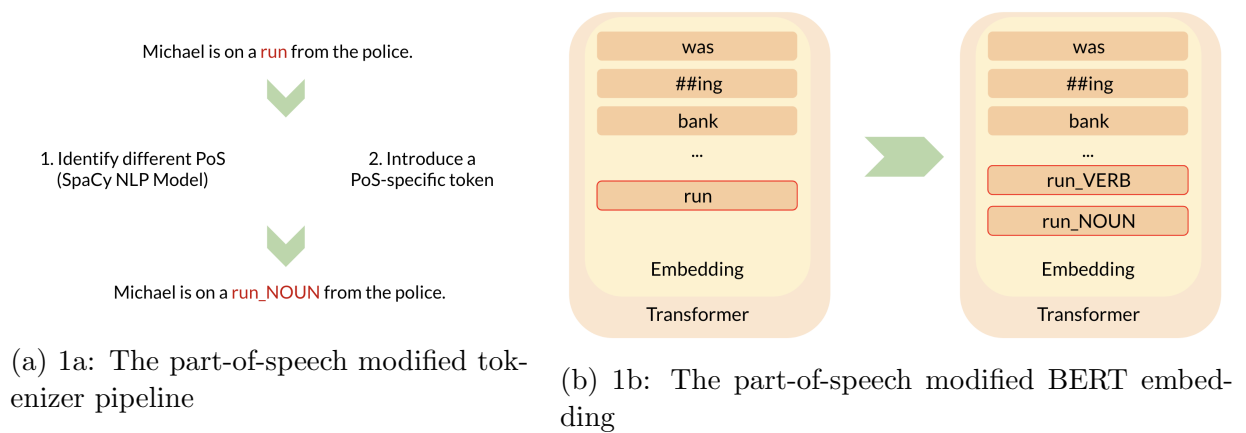 Michael is on a run from the police.
1. Identify different PoS
(SpaCy NLP Model)
2. Introduce a
PoS-specific token
Michael is on a run_NOUN from the police.
(a) 1a: The part-of-speech modified tok-
enizer pipeline
was
##ing
bank
...
run
Embedding
Transformer
was
##ing
bank
...
run_VERB
run_NOUN
Embedding
Transformer
(b) 1b: The part-of-speech modified BERT embed-
ding